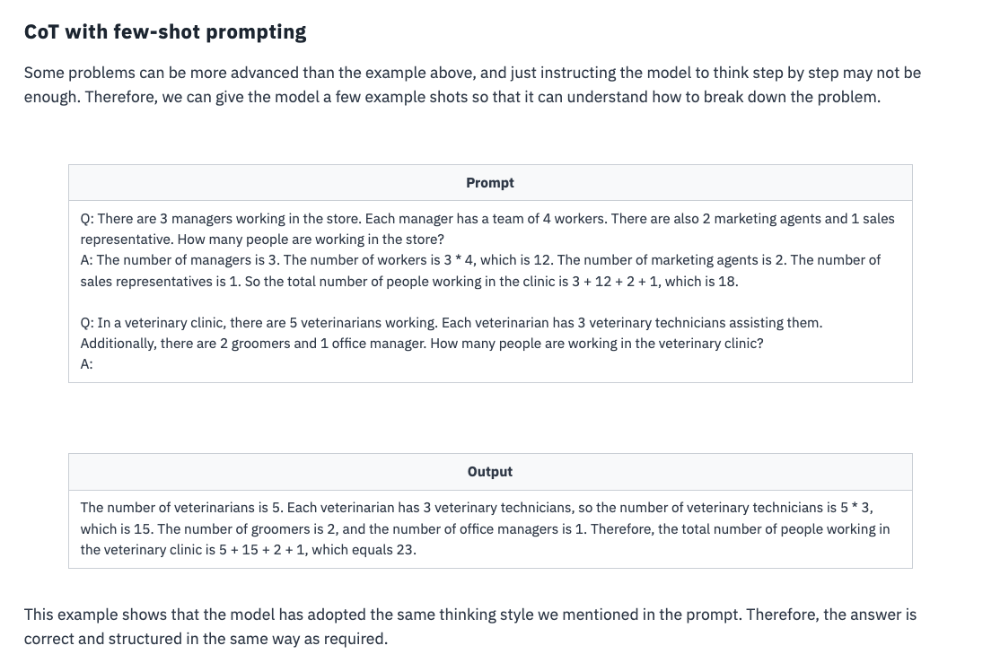 CoT with few-shot prompting
Some problems can be more advanced than the example above, and just instructing the model to think step by step may not be
enough. Therefore, we can give the model a few example shots so that it can understand how to break down the problem.
Prompt
Q: There are 3 managers working in the store. Each manager has a team of 4 workers. There are also 2 marketing agents and 1 sales
representative. How many people are working in the store?
A: The number of managers is 3. The number of workers is 3 * 4, which is 12. The number of marketing agents is 2. The number of
sales representatives is 1. So the total number of people working in the clinic is 3 + 12 + 2 + 1, which is 18.
Q: In a veterinary clinic, there are 5 veterinarians working. Each veterinarian has 3 veterinary technicians assisting them.
Additionally, there are 2 groomers and 1 office manager. How many people are working in the veterinary clinic?
A:
Output
The number of veterinarians is 5. Each veterinarian has 3 veterinary technicians, so the number of veterinary technicians is 5 * 3,
which is 15. The number of groomers is 2, and the number of office managers is 1. Therefore, the total number of people working in
the veterinary clinic is 5 + 15 + 2 + 1, which equals 23.
This example shows that the model has adopted the same thinking style we mentioned in the prompt. Therefore, the answer is
correct and structured in the same way as required.